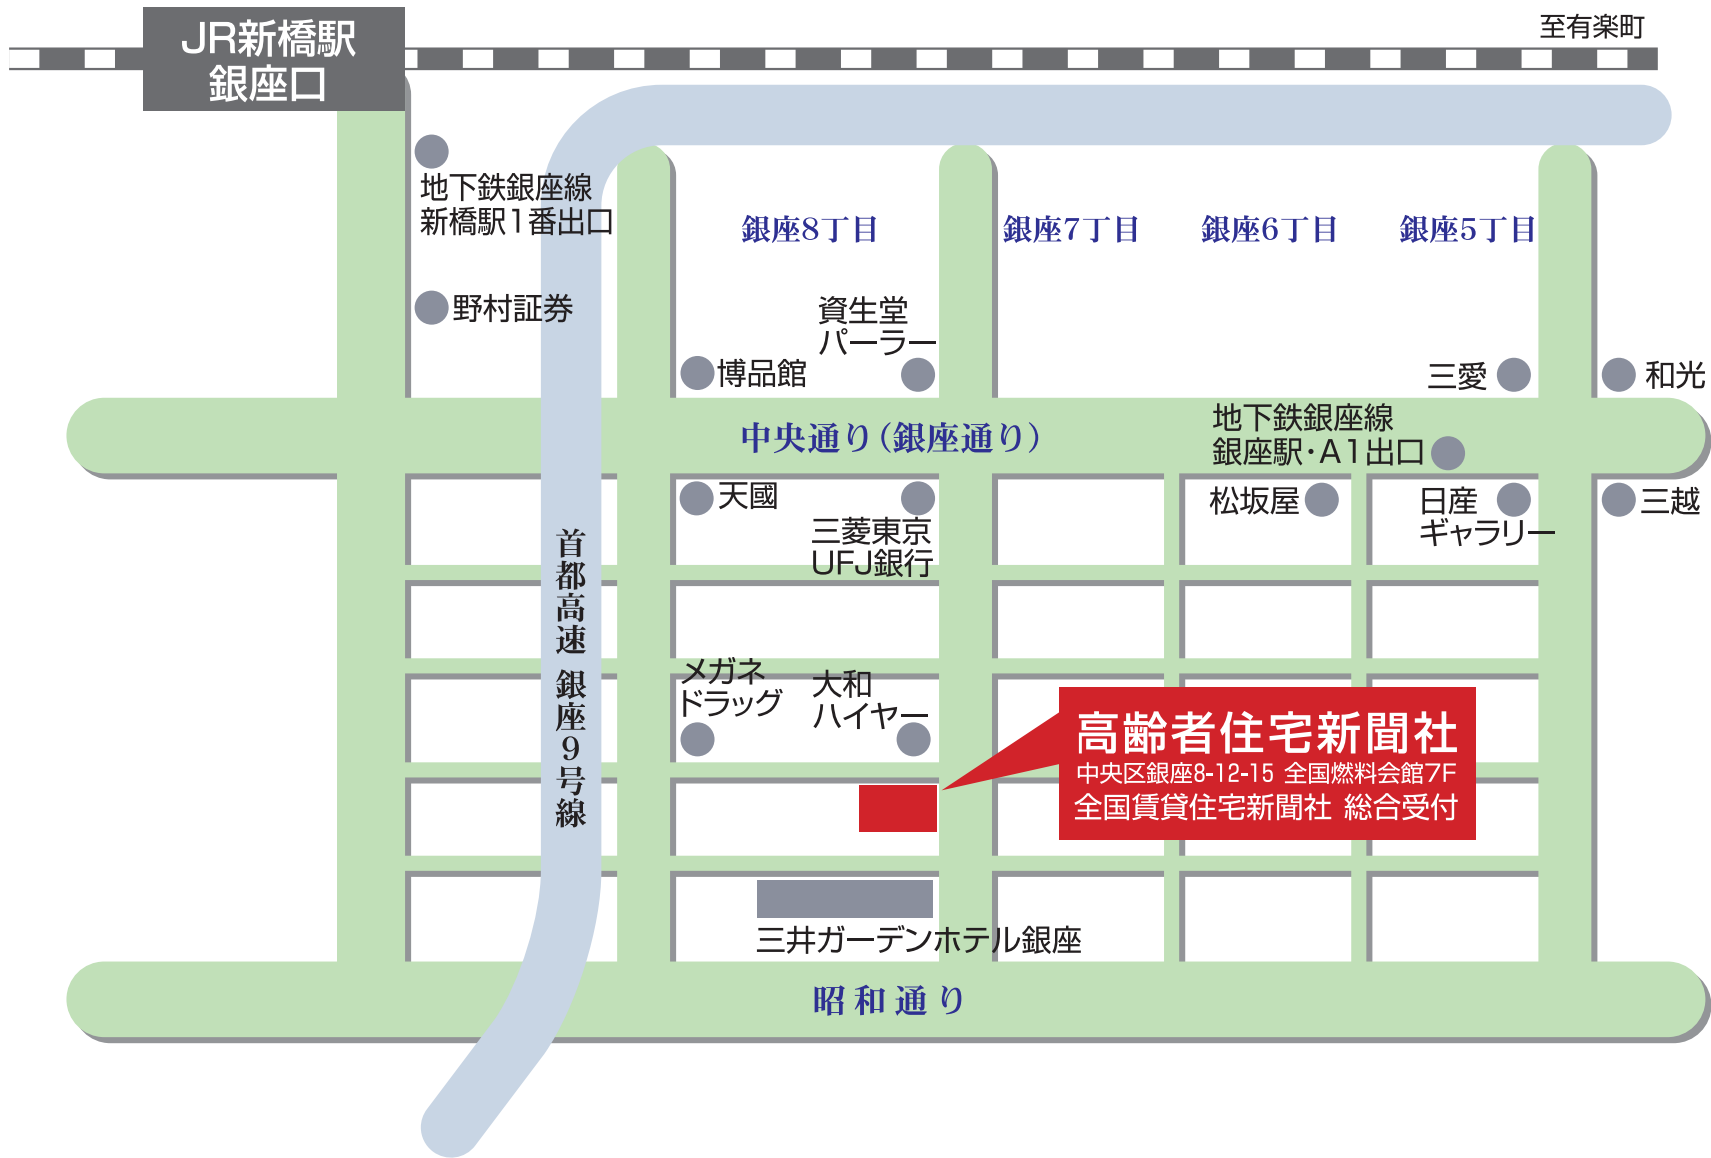 至有楽町
JR新橋駅
銀座口
地下鉄銀座線
新橋駅1番出口
銀座8丁目
銀座7丁目
銀座6丁目
銀座5丁目
野村証券
資生堂
パーラー
博品館
三愛
和光
中央通り(銀座通り)
地下鉄銀座線
銀座駅・A1出口
天國
三菱東京
UFJ銀行
松坂屋
日産
ギャラリー
三越
首都高速 銀座9号線
メガネ
ドラッグ
大和
ハイヤー
高齢者住宅新聞社
中央区銀座8-12-15 全国燃料会館7F
全国賃貸住宅新聞社 総合受付
三井ガーデンホテル銀座
昭和通り